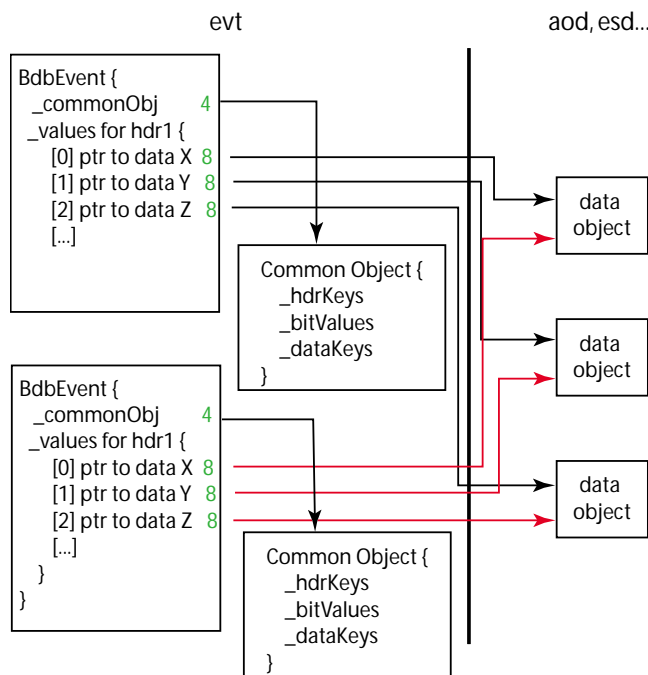 evt
aod, esd...
BdbEvent {
_commonObj 4
_values for hdr1 {
[0] ptr to data X 8
[1] ptr to data Y 8
[2] ptr to data Z 8
[...]
Common Object {
_hdrKeys
_bitValues
_dataKeys
}
data
object
data
object
data
object
BdbEvent {
_commonObj 4
_values for hdr1 {
[0] ptr to data X 8
[1] ptr to data Y 8
[2] ptr to data Z 8
[...]
}
}
Common Object {
_hdrKeys
_bitValues
_dataKeys
}